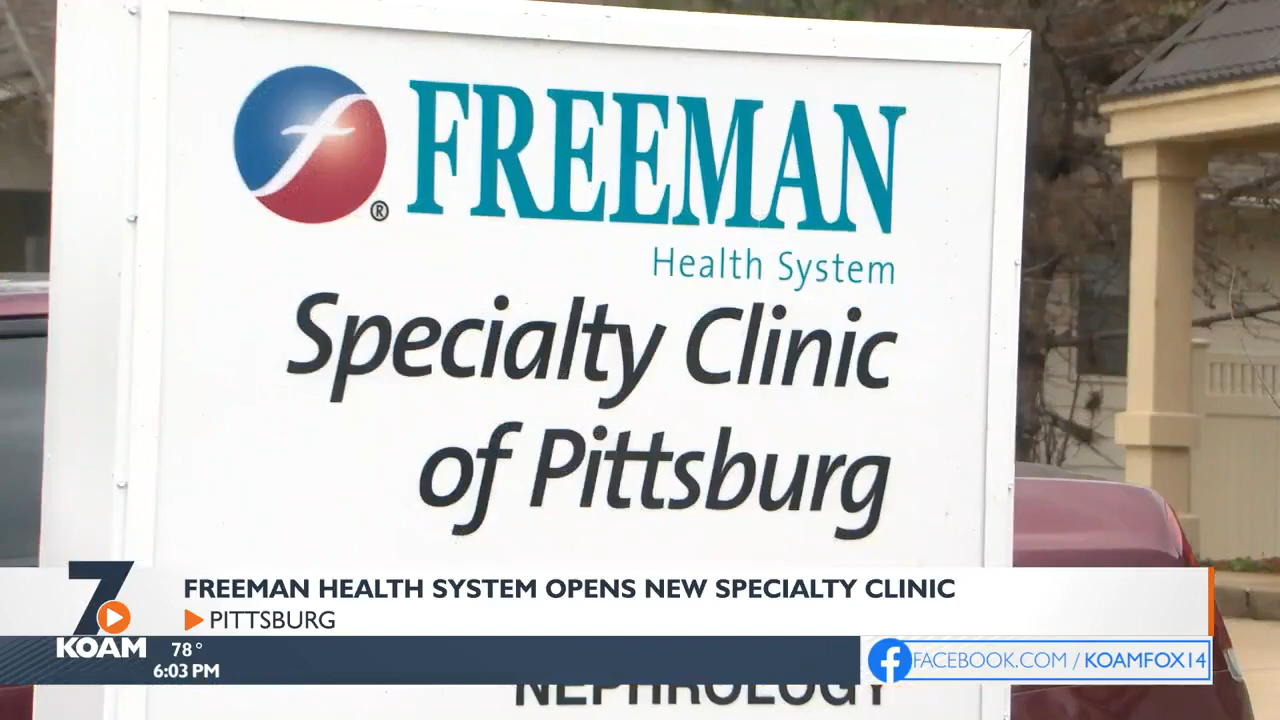 f
®
FREEMAN
Health System
Specialty Clinic
of Pittsburg
FREEMAN HEALTH SYSTEM OPENS NEW SPECIALTY CLINIC
PITTSBURG
7
KOAM
78°
6:03 PM
FACEBOOK.COM / KOAMFOX14
NEPHROLOGY